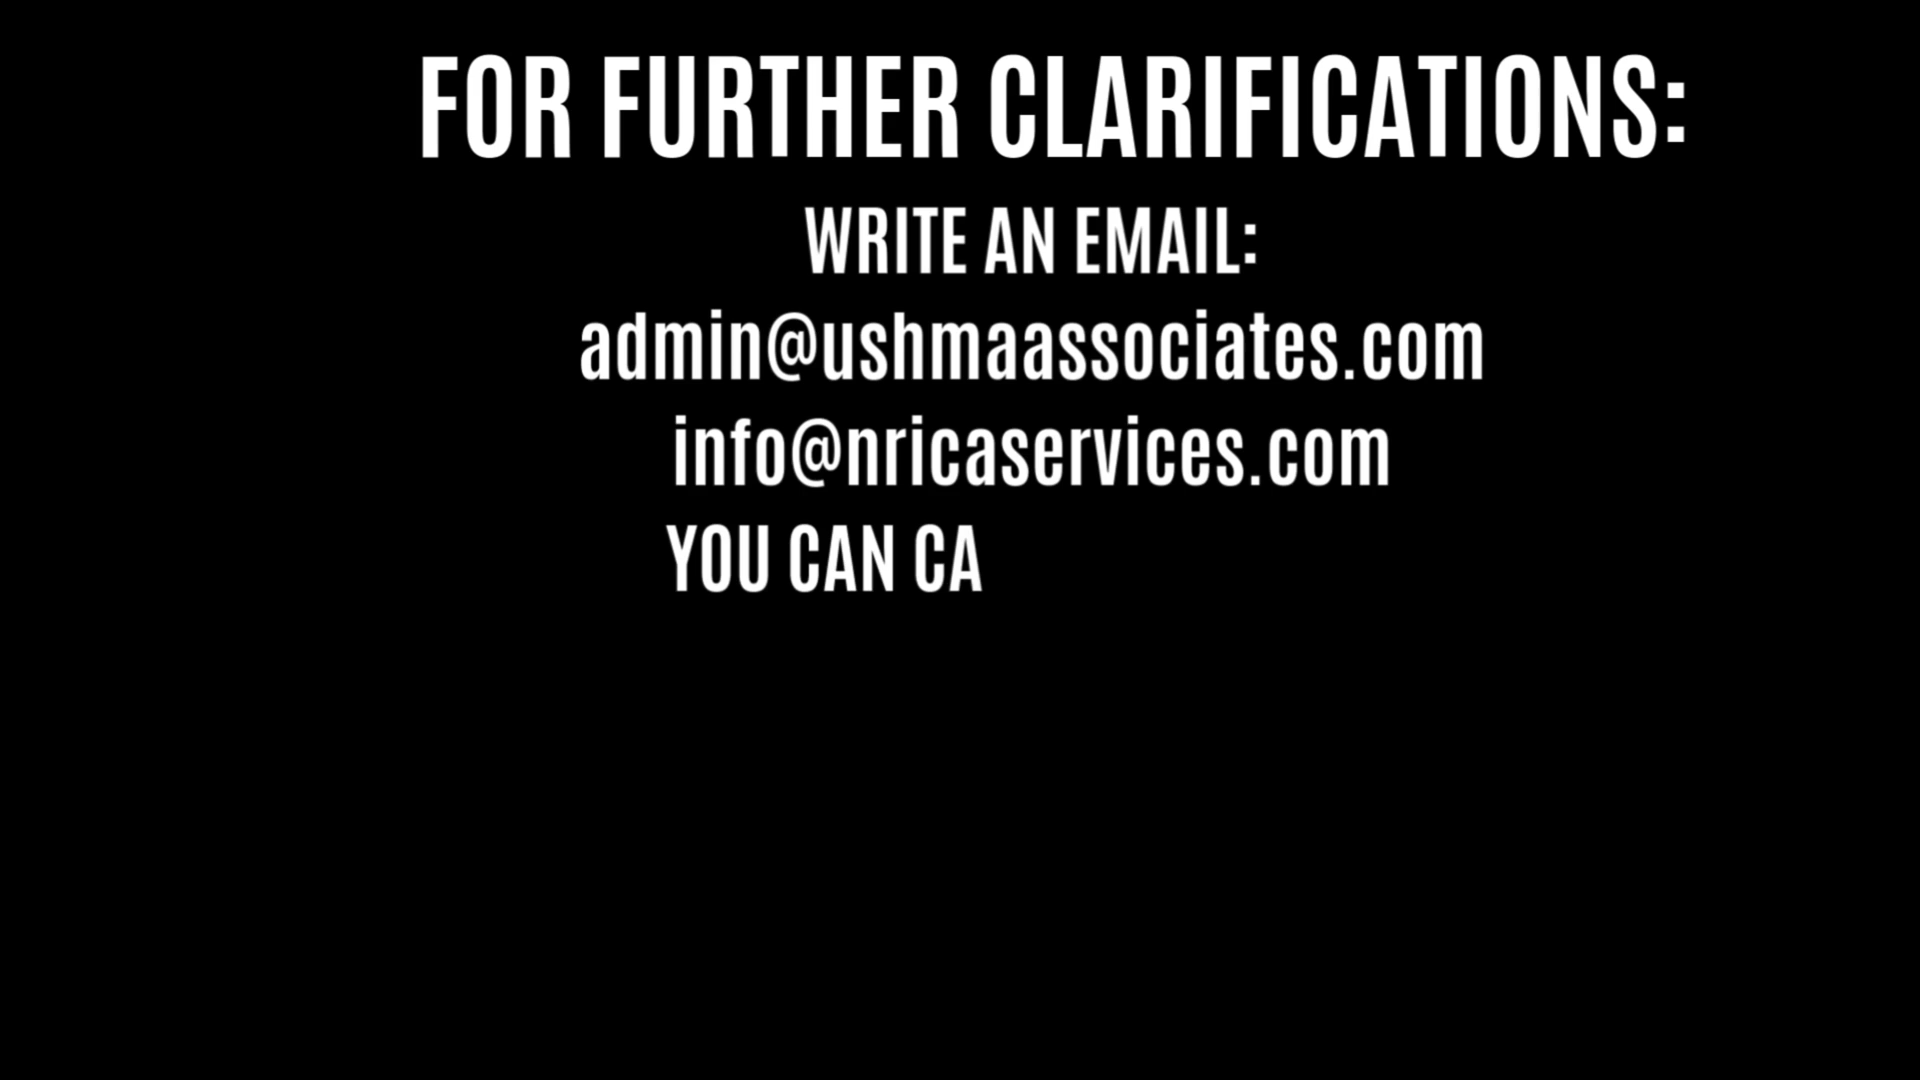 FOR FURTHER CLARIFICATIONS:
WRITE AN EMAIL:
admin@ushmaassociates.com
info@nricaservices.com
YOU CAN CA